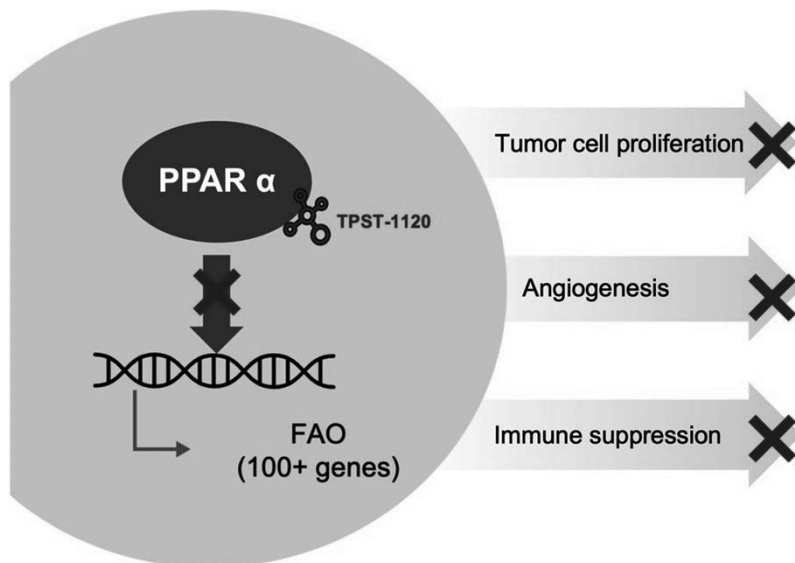 PPAR α
TPST-1120
FAO
(100+ genes)
Tumor cell proliferation
Angiogenesis
Immune suppression